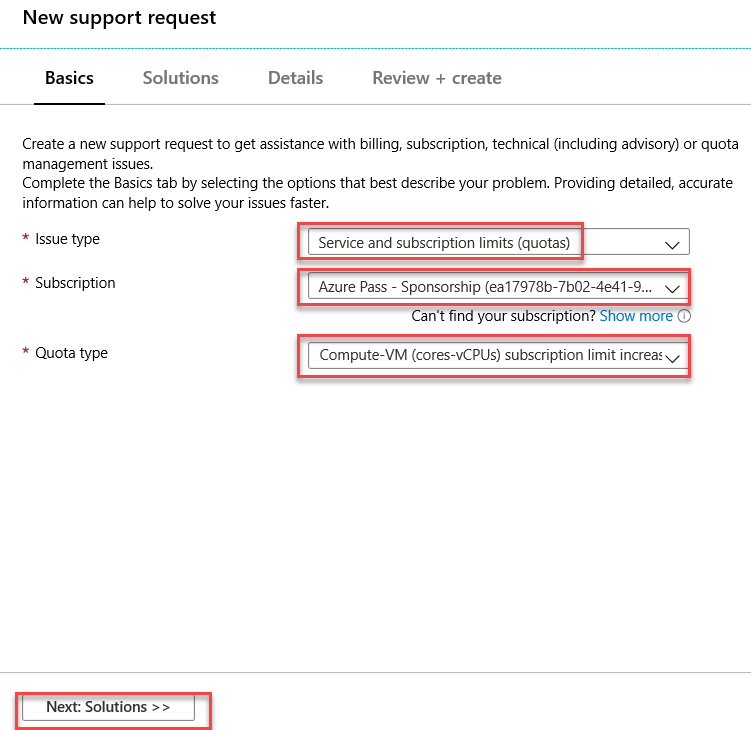 New support request
Basics Solutions Details Review + create
Create a new support request to get assistance with billing, subscription, technical (including advisory) or quota
management issues.
Complete the Basics tab by selecting the options that best describe your problem. Providing detailed, accurate
information can help to solve your issues faster.
* Issue type Service and subscription limits (quotas)
* Subscription Azure Pass - Sponsorship (ea17978b-7b02-4e41-9...
Can't find your subscription? Show more
* Quota type Compute-VM (cores-vCPUs) subscription limit increas
Next: Solutions >>